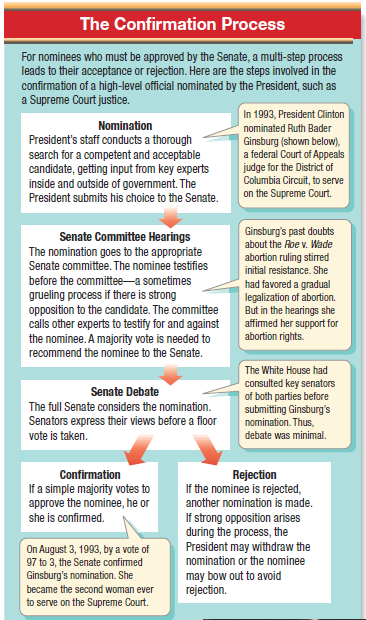 The Confirmation Process
For nominees who must be approved by the Senate, a multi-step process
leads to their acceptance or rejection. Here are the steps involved in the
confirmation of a high-level official nominated by the President, such as
a Supreme Court justice.
Nomination
President's staff conducts a thorough
search for a competent and acceptable
candidate, getting input from key experts
inside and outside of government. The
President submits his choice to the Senate.
In 1993, President Clinton
nominated Ruth Bader
Ginsburg (shown below),
a federal Court of Appeals
judge for the District of
Columbia Circuit, to serve
on the Supreme Court.
Senate Committee Hearings
The nomination goes to the appropriate
Senate committee. The nominee testifies
before the committee—a sometimes
grueling process if there is strong
opposition to the candidate. The committee
calls other experts to testify for and against
the nominee. A majority vote is needed to
recommend the nominee to the Senate.
Ginsburg's past doubts
about the Roe v. Wade
abortion ruling stirred
initial resistance. She
had favored a gradual
legalization of abortion.
But in the hearings she
affirmed her support for
abortion rights.
Senate Debate
The full Senate considers the nomination.
Senators express their views before a floor
vote is taken.
The White House had
consulted key senators
of both parties before
submitting Ginsburg's
nomination. Thus,
debate was minimal.
Confirmation
If a simple majority votes to
approve the nominee, he or
she is confirmed.
On August 3, 1993, by a vote of
97 to 3, the Senate confirmed
Ginsburg's nomination. She
became the second woman ever
to serve on the Supreme Court.
Rejection
If the nominee is rejected,
another nomination is made.
If strong opposition arises
during the process, the
President may withdraw the
nomination or the nominee
may bow out to avoid
rejection.